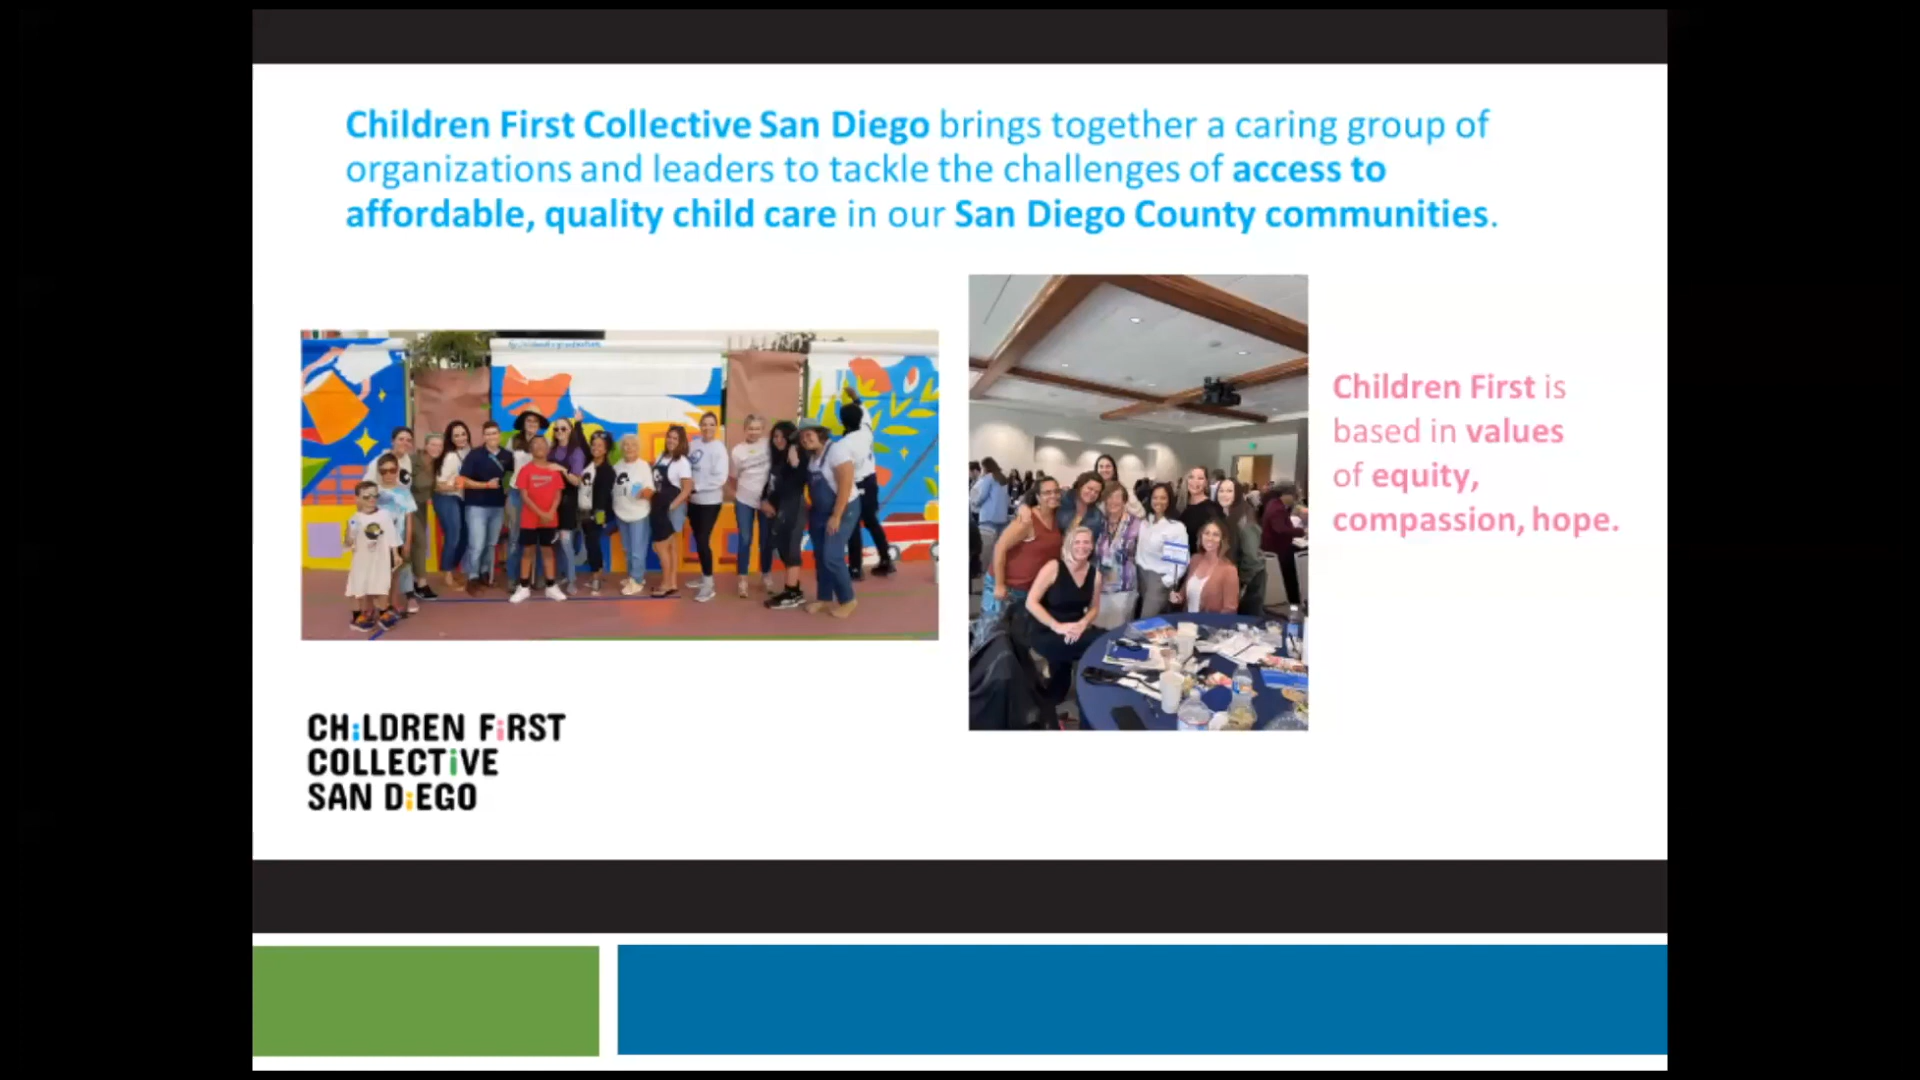 Children First Collective San Diego brings together a caring group of
organizations and leaders to tackle the challenges of access to
affordable, quality child care in our San Diego County communities.
Children First is
based in values
of equity,
compassion, hope.
CHiLDREN FiRST
COLLECTiVE
SAN DiEGO